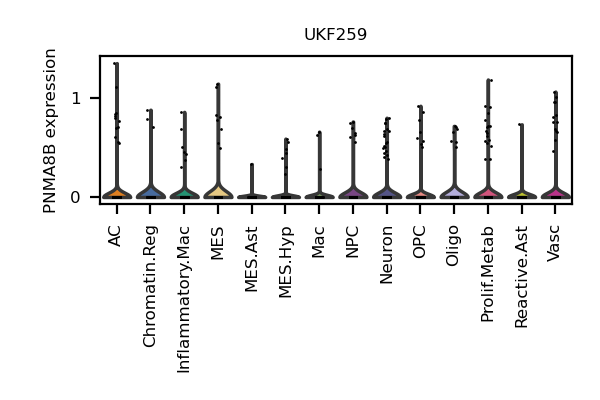 UKF259
PNMA8B expression
1
0
AC
Chromatin.Reg
Inflammatory.Mac
MES
MES.Ast
MES.Hyp
Mac
NPC
Neuron
OPC
Oligo
Prolif.Metab
Reactive.Ast
Vasc